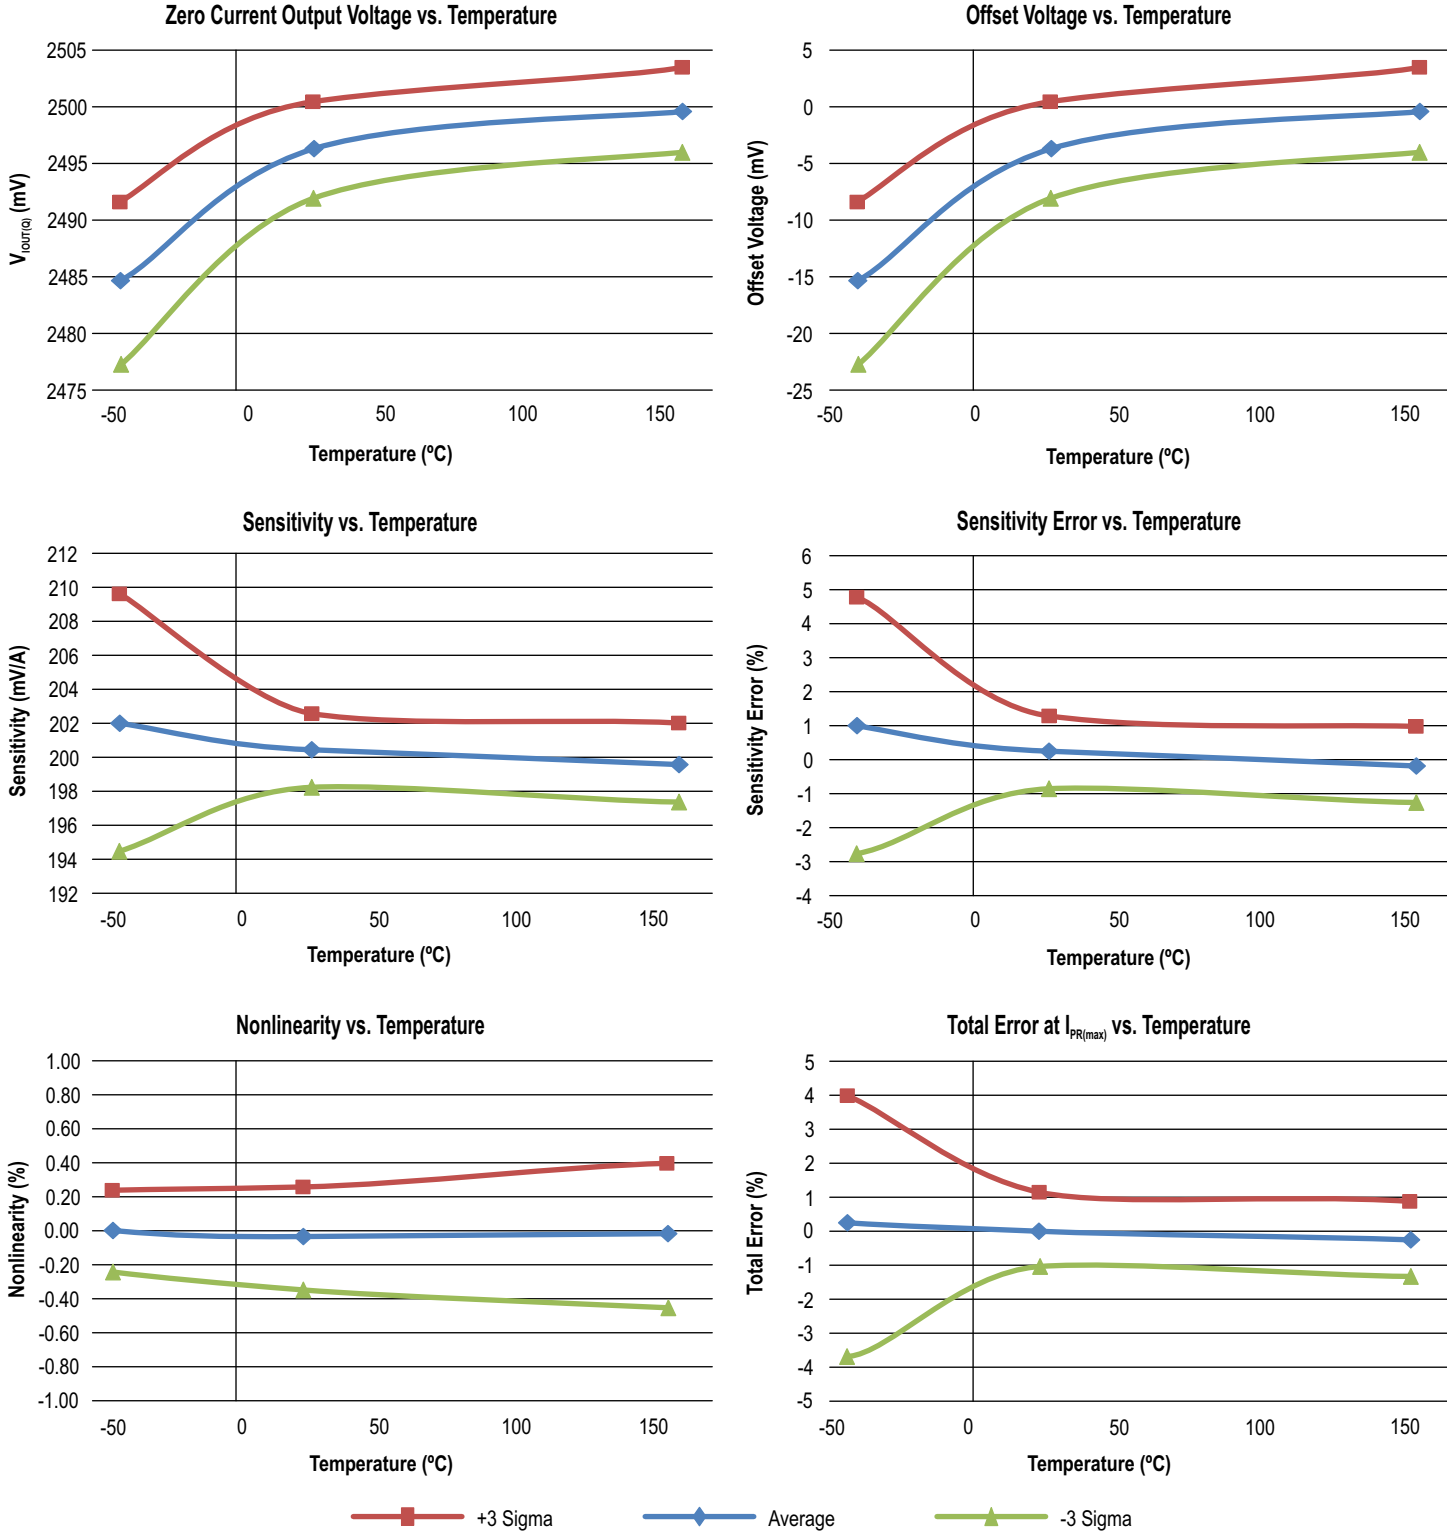 Zero Current Output Voltage vs. Temperature
2505
2500
2495
2490
2485
2480
2475
V_IOUT(Q) (mV)
-50 0 50 100 150
Temperature (ºC)
Offset Voltage vs. Temperature
5
0
-5
-10
-15
-20
-25
Offset Voltage (mV)
-50 0 50 100 150
Temperature (ºC)
Sensitivity vs. Temperature
212
210
208
206
204
202
200
198
196
194
192
Sensitivity (mV/A)
-50 0 50 100 150
Temperature (ºC)
Sensitivity Error vs. Temperature
6
5
4
3
2
1
0
-1
-2
-3
-4
Sensitivity Error (%)
-50 0 50 100 150
Temperature (ºC)
Nonlinearity vs. Temperature
1.00
0.80
0.60
0.40
0.20
0.00
-0.20
-0.40
-0.60
-0.80
-1.00
Nonlinearity (%)
-50 0 50 100 150
Temperature (ºC)
Total Error at I_PR(max) vs. Temperature
5
4
3
2
1
0
-1
-2
-3
-4
-5
Total Error (%)
-50 0 50 100 150
Temperature (ºC)
+3 Sigma Average -3 Sigma